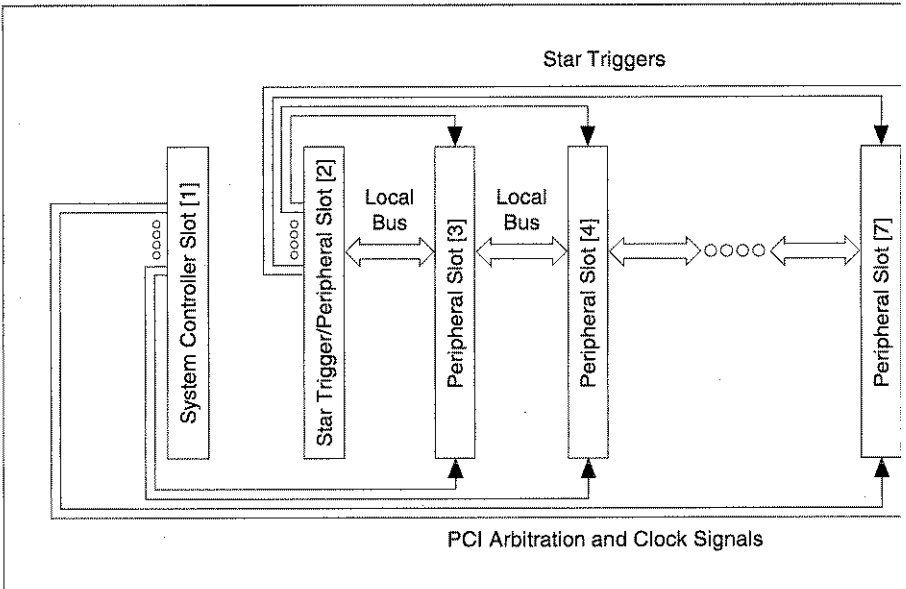 Star Triggers
System Controller Slot [1]
Star Trigger/Peripheral Slot [2]
Local
Bus
Peripheral Slot [3]
Local
Bus
Peripheral Slot [4]
Peripheral Slot [7]
PCI Arbitration and Clock Signals